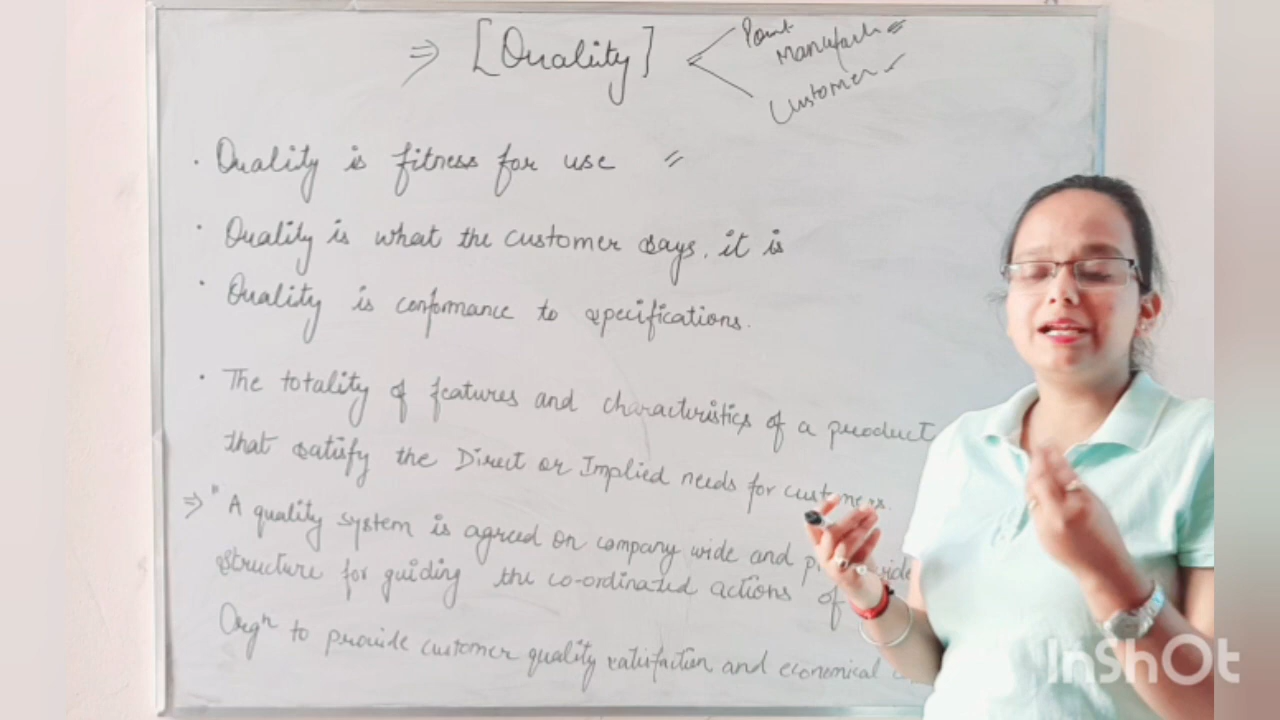 ⇒ [Quality]
Point
Manufact
Customer
· Quality is fitness for use
· Quality is what the customer says, it is
· Quality is conformance to specifications.
· The totality of features and characteristics of a product
that satisfy the Direct or Implied needs for customers.
⇒ "A quality system is agreed on company wide and
structure for guiding the co-ordinated actions of
Orgn to provide customer quality satisfaction and economical
InShOt